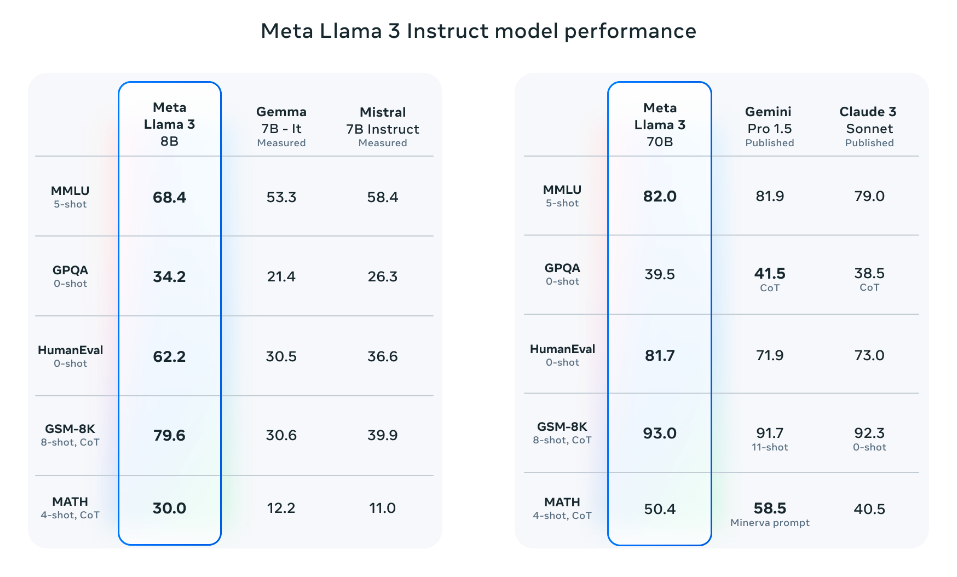 Meta Llama 3 Instruct model performance
Meta
Llama 3
8B
Gemma
7B - It
Measured
Mistral
7B Instruct
Measured
MMLU
5-shot
68.4
53.3
58.4
GPQA
0-shot
34.2
21.4
26.3
HumanEval
0-shot
62.2
30.5
36.6
GSM-8K
8-shot, CoT
79.6
30.6
39.9
MATH
4-shot, CoT
30.0
12.2
11.0
Meta
Llama 3
70B
Gemini
Pro 1.5
Published
Claude 3
Sonnet
Published
MMLU
5-shot
82.0
81.9
79.0
GPQA
0-shot
39.5
41.5
CoT
38.5
CoT
HumanEval
0-shot
81.7
71.9
73.0
GSM-8K
8-shot, CoT
93.0
91.7
11-shot
92.3
0-shot
MATH
4-shot, CoT
50.4
58.5
Minerva prompt
40.5